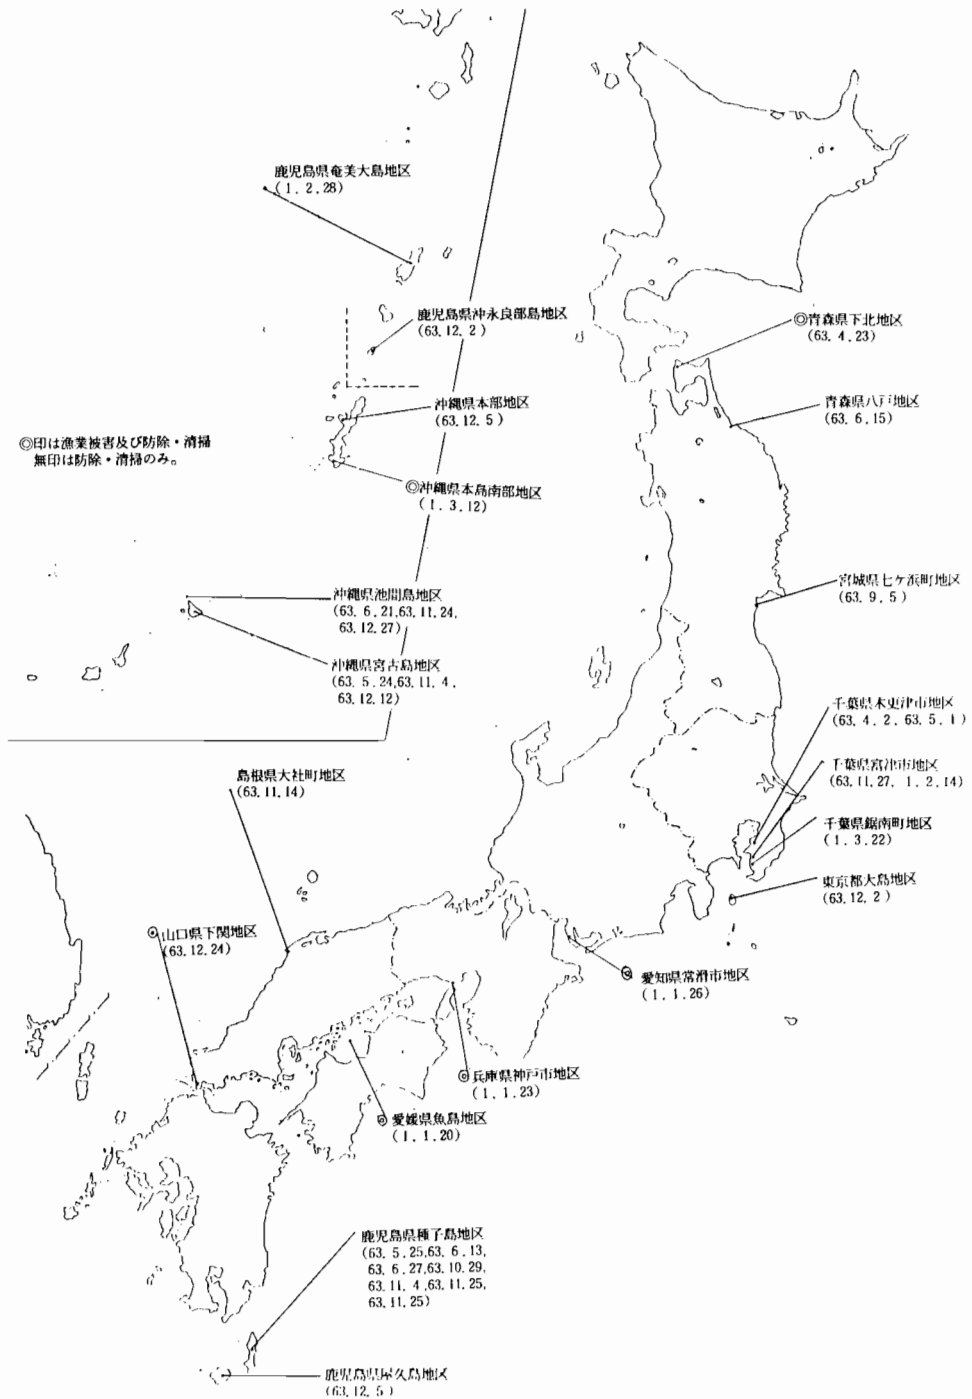 鹿児島県奄美大島地区
(1. 2. 28)
鹿児島県沖永良部島地区
(63. 12. 2)
沖縄県本部地区
(63. 12. 5)
◎印は漁業被害及び防除・清掃
無印は防除・清掃のみ。
◎沖縄県本島南部地区
(1. 3. 12)
沖縄県池間島地区
(63. 6. 21, 63. 11. 24,
63. 12. 27)
沖縄県宮古島地区
(63. 5. 24, 63. 11. 4,
63. 12. 12)
◎青森県下北地区
(63. 4. 23)
青森県八戸地区
(63. 6. 15)
宮城県七ケ浜町地区
(63. 9. 5)
千葉県木更津市地区
(63. 4. 2, 63. 5. 1)
千葉県富津市地区
(63. 11. 27, 1. 2. 14)
千葉県鋸南町地区
(1. 3. 22)
東京都大島地区
(63. 12. 2)
島根県大社町地区
(63. 11. 14)
◎山口県下関地区
(63. 12. 24)
◎愛知県常滑市地区
(1. 1. 26)
◎兵庫県神戸市地区
(1. 1. 23)
◎愛媛県魚島地区
(1. 1. 20)
鹿児島県種子島地区
(63. 5. 25, 63. 6. 13,
63. 6. 27, 63. 10. 29,
63. 11. 4, 63. 11. 25,
63. 11. 25)
鹿児島県屋久島地区
(63. 12. 5)